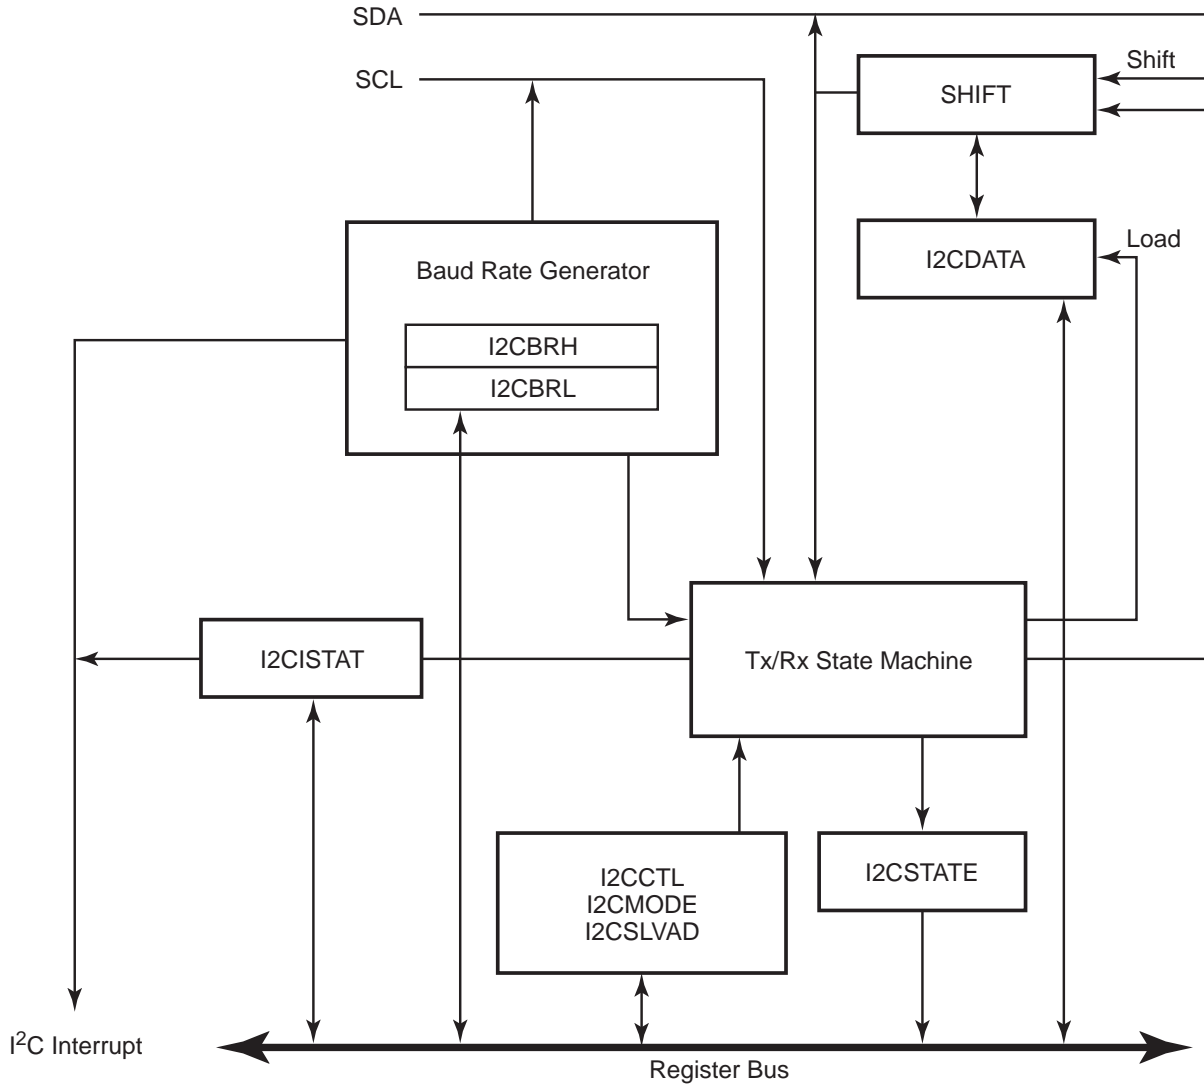 SDA
SCL
Shift
SHIFT
Load
I2CDATA
Baud Rate Generator
I2CBRH
I2CBRL
I2CISTAT
Tx/Rx State Machine
I2CCTL
I2CMODE
I2CSLVAD
I2CSTATE
I²C Interrupt
Register Bus